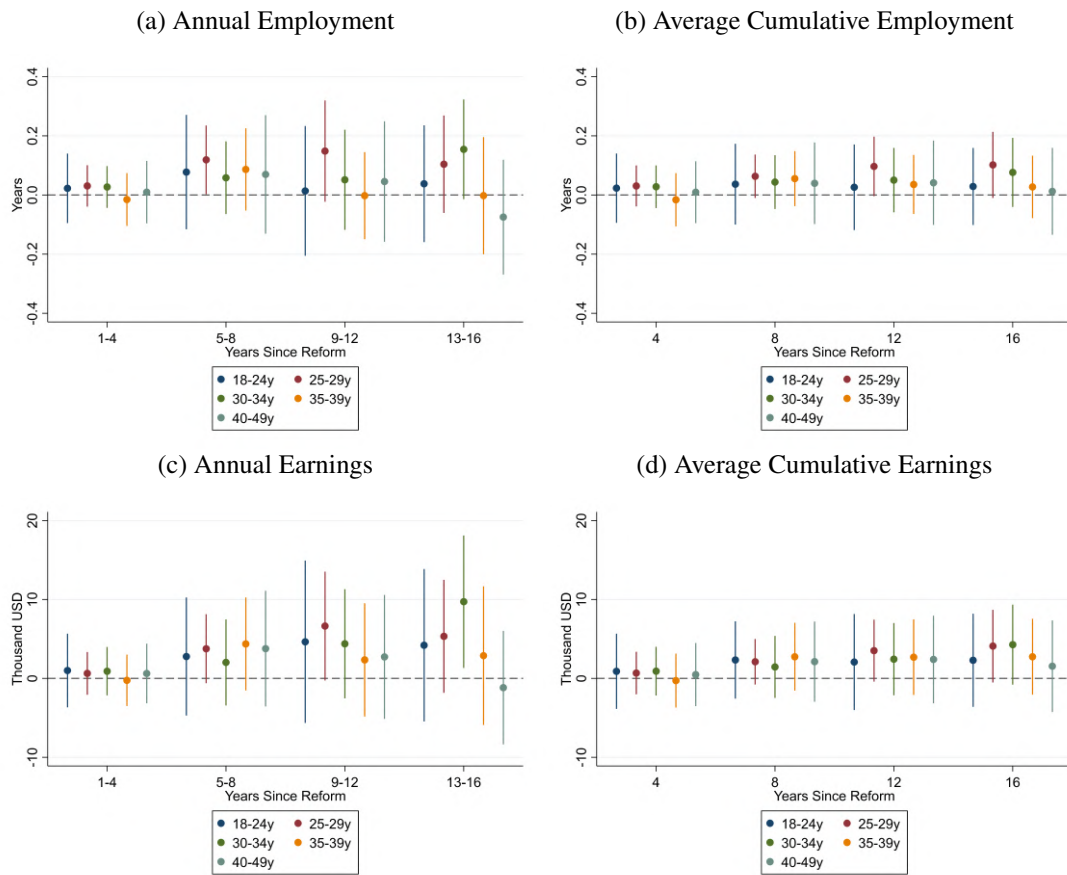 (a) Annual Employment
(b) Average Cumulative Employment
Years
0.4
0.2
0.0
-0.2
-0.4
1-4 5-8 9-12 13-16
Years Since Reform
18-24y 25-29y
30-34y 35-39y
40-49y
Years
0.4
0.2
0.0
-0.2
-0.4
4 8 12 16
Years Since Reform
18-24y 25-29y
30-34y 35-39y
40-49y
(c) Annual Earnings
(d) Average Cumulative Earnings
Thousand USD
20
10
0
-10
1-4 5-8 9-12 13-16
Years Since Reform
18-24y 25-29y
30-34y 35-39y
40-49y
Thousand USD
20
10
0
-10
4 8 12 16
Years Since Reform
18-24y 25-29y
30-34y 35-39y
40-49y